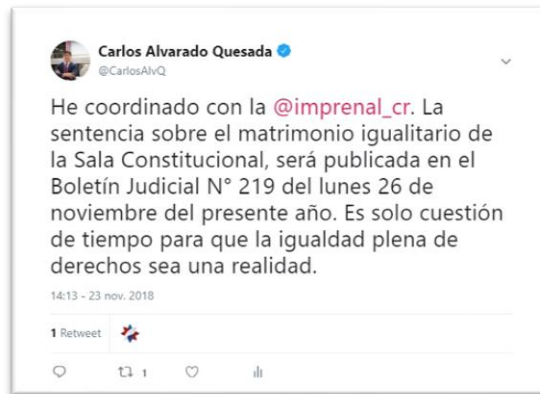 Carlos Alvarado Quesada
@CarlosAlvQ
He coordinado con la @imprenal_cr. La
sentencia sobre el matrimonio igualitario de
la Sala Constitucional, será publicada en el
Boletín Judicial N° 219 del lunes 26 de
noviembre del presente año. Es solo cuestión
de tiempo para que la igualdad plena de
derechos sea una realidad.
14:13 - 23 nov. 2018
1 Retweet
1